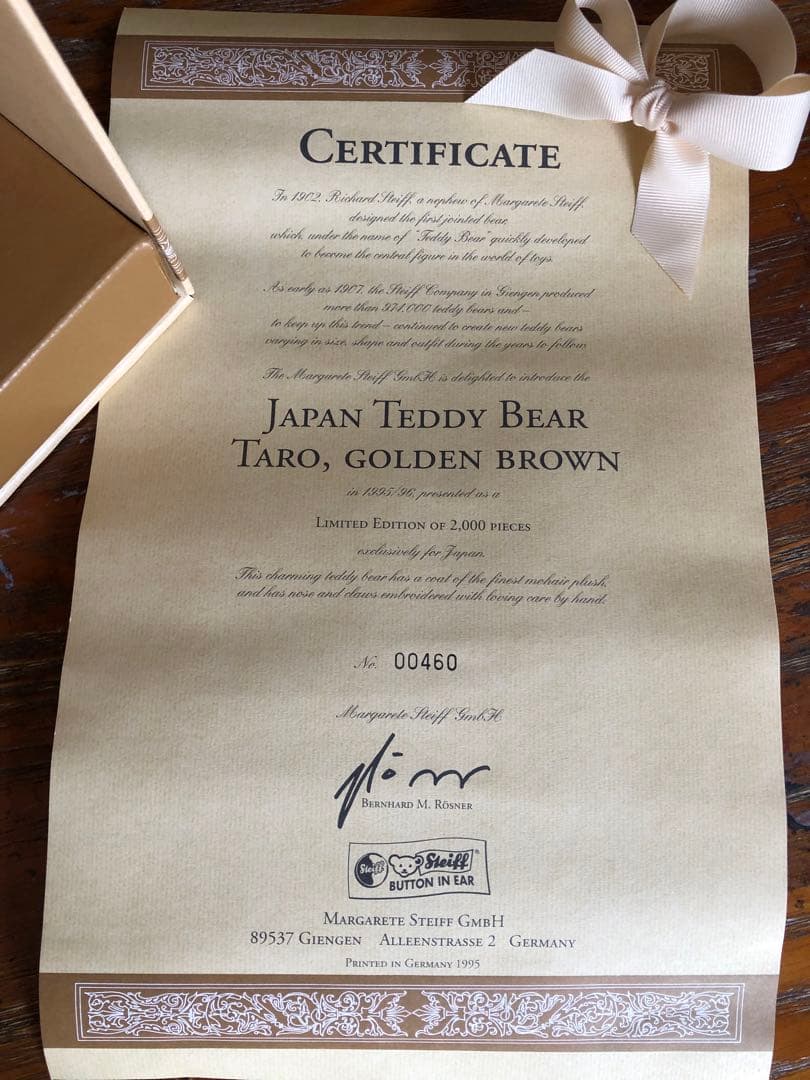 CERTIFICATE
In 1902, Richard Steiff, a nephew of Margarete Steiff,
designed the first jointed bear,
which, under the name of "Teddy Bear" quickly developed
to become the central figure in the world of toys.
As early as 1907, the Steiff Company in Giengen produced
more than 974,000 teddy bears and –
to keep up this trend – continued to create new teddy bears
varying in size, shape and outfit during the years to follow.
The Margarete Steiff GmbH is delighted to introduce the
JAPAN TEDDY BEAR
TARO, GOLDEN BROWN
in 1995/96, presented as a
LIMITED EDITION OF 2,000 PIECES
exclusively for Japan.
This charming teddy bear has a coat of the finest mohair plush,
and has nose and claws embroidered with loving care by hand.
No. 00460
Margarete Steiff GmbH
BERNHARD M. RÖSNER
Steiff Steiff®
BUTTON IN EAR
MARGARETE STEIFF GMBH
89537 GIENGEN ALLEENSTRASSE 2 GERMANY
PRINTED IN GERMANY 1995